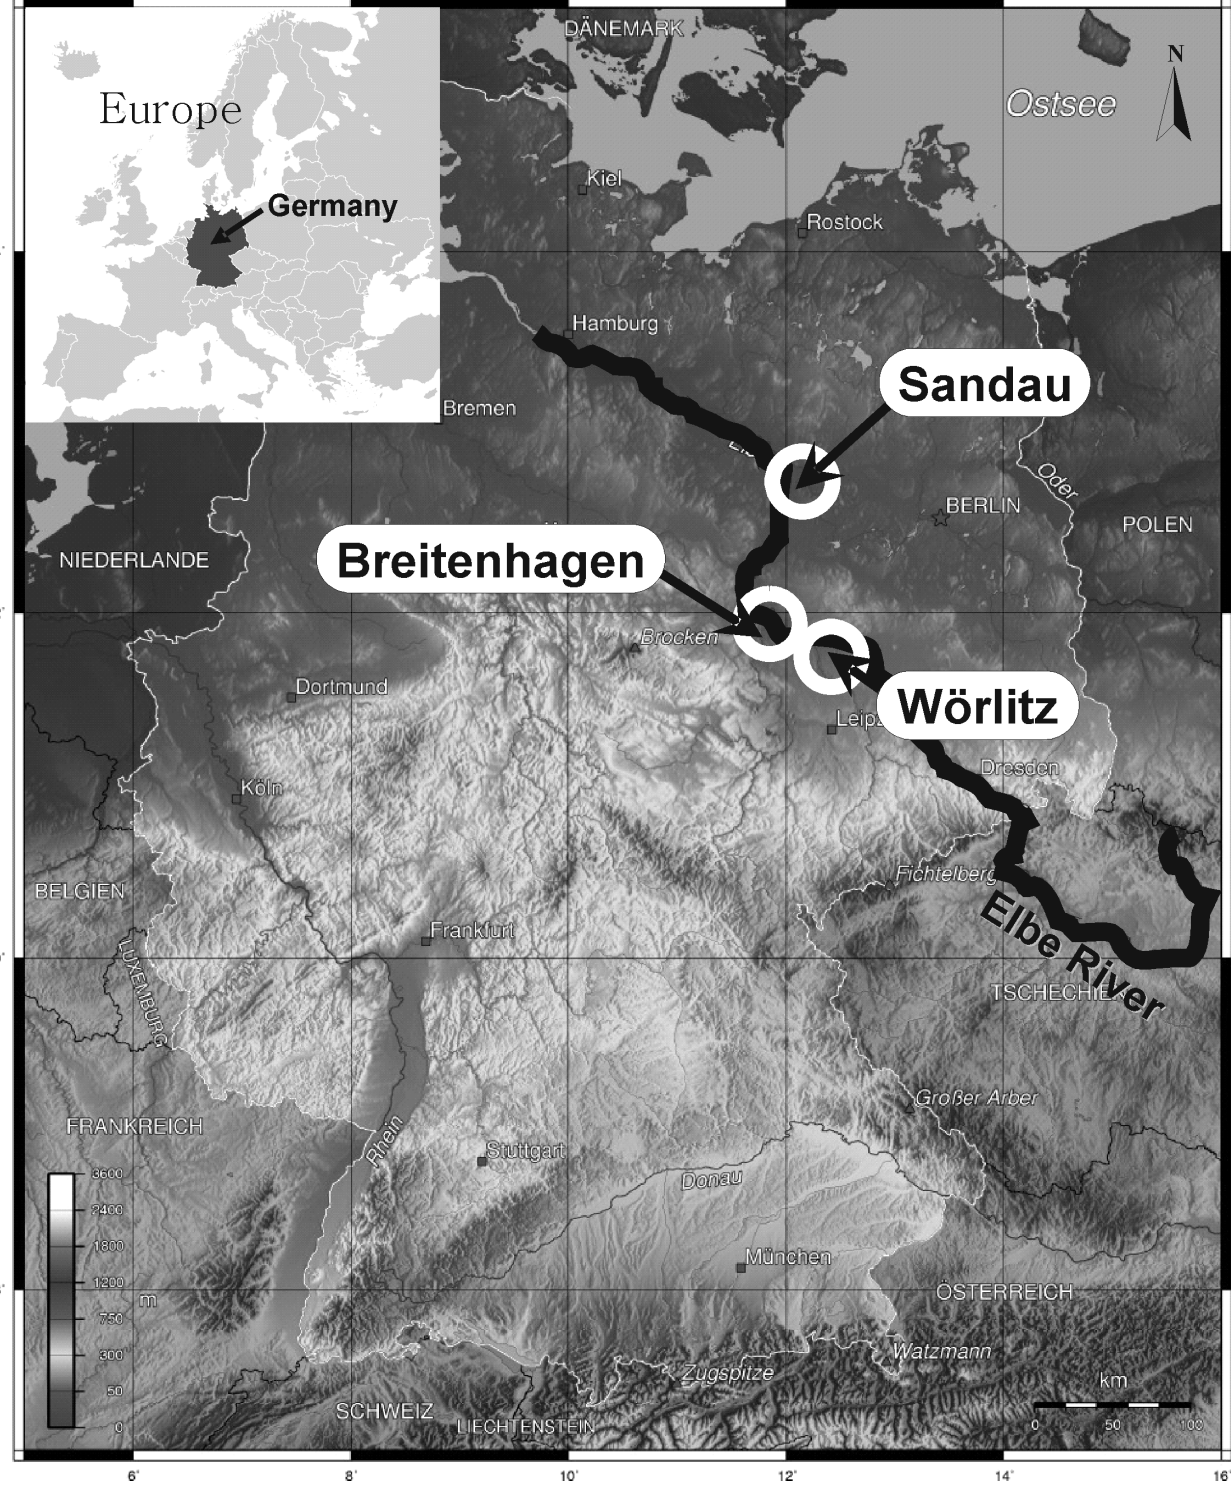 DÄNEMARK
N
Ostsee
Europe
Kiel
Germany
Rostock
Hamburg
Sandau
Bremen
Oder
BERLIN
POLEN
Breitenhagen
NIEDERLANDE
Brocken
Dortmund
Wörlitz
Leipz
Dresden
Köln
Fichtelberg
BELGIEN
Elbe River
Frankfurt
LUXEMBURG
TSCHECHIE
Großer Arber
FRANKREICH
Rhein
Stuttgart
Donau
3600
2400
1800
1200
750
300
50
0
m
München
ÖSTERREICH
Watzmann
Zugspitze
km
0 50 100
SCHWEIZ
LIECHTENSTEIN
6° 8° 10° 12° 14° 16°